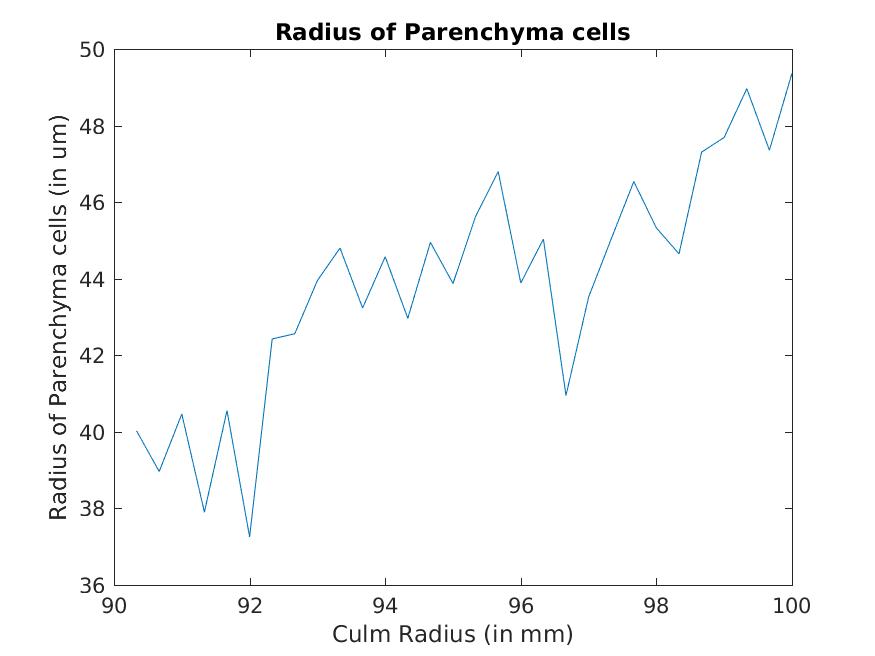 Radius of Parenchyma cells
50
48
46
44
42
40
38
36
Radius of Parenchyma cells (in um)
90 92 94 96 98 100
Culm Radius (in mm)